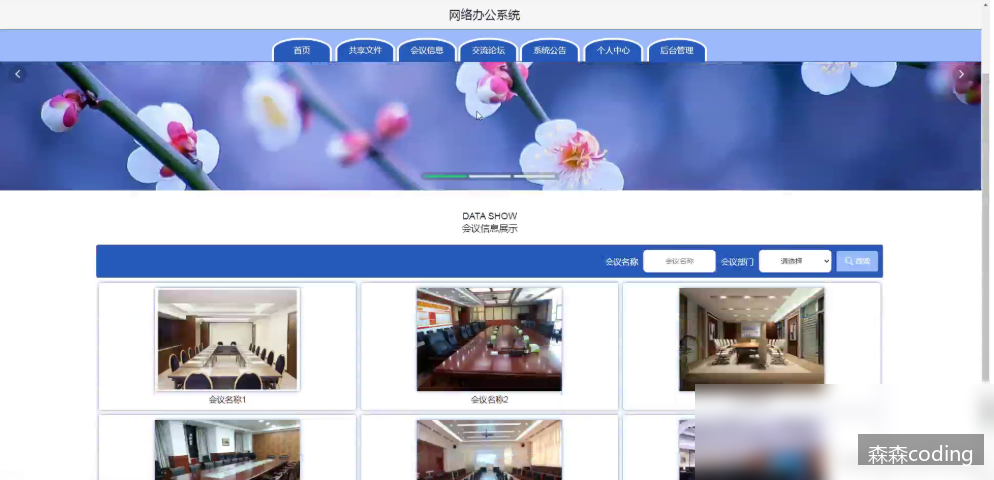 网络办公系统
首页 共享文件 会议信息 交流论坛 系统公告 个人中心 后台管理
DATA SHOW
会议信息展示
会议名称 会议名称 会议部门 请选择 搜索
会议名称1 会议名称2
森森coding